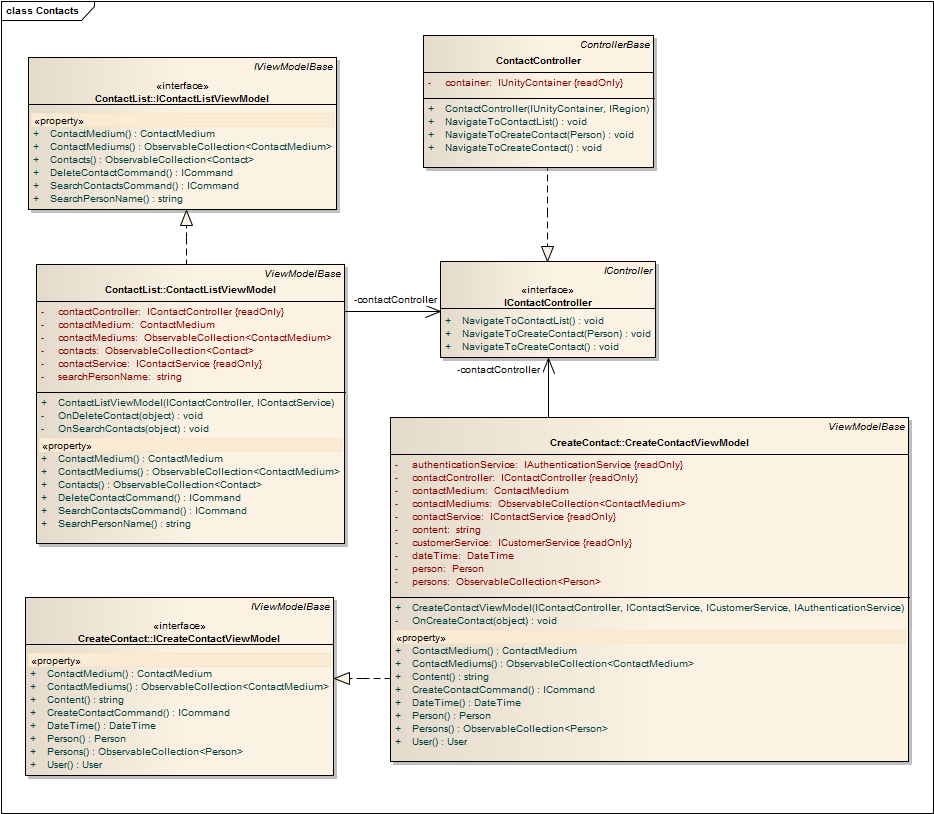 class Contacts
IViewModelBase
«interface»
ContactList::IContactListViewModel
«property»
+ ContactMedium() : ContactMedium
+ ContactMediums() : ObservableCollection<ContactMedium>
+ Contacts() : ObservableCollection<Contact>
+ DeleteContactCommand() : ICommand
+ SearchContactsCommand() : ICommand
+ SearchPersonName() : string
ControllerBase
ContactController
- container: IUnityContainer {readOnly}
+ ContactController(IUnityContainer, IRegion)
+ NavigateToContactList() : void
+ NavigateToCreateContact(Person) : void
+ NavigateToCreateContact() : void
ViewModelBase
ContactList::ContactListViewModel
- contactController: IContactController {readOnly}
- contactMedium: ContactMedium
- contactMediums: ObservableCollection<ContactMedium>
- contacts: ObservableCollection<Contact>
- contactService: IContactService {readOnly}
- searchPersonName: string
+ ContactListViewModel(IContactController, IContactService)
- OnDeleteContact(object) : void
- OnSearchContacts(object) : void
«property»
+ ContactMedium() : ContactMedium
+ ContactMediums() : ObservableCollection<ContactMedium>
+ Contacts() : ObservableCollection<Contact>
+ DeleteContactCommand() : ICommand
+ SearchContactsCommand() : ICommand
+ SearchPersonName() : string
-contactController
IController
«interface»
IContactController
+ NavigateToContactList() : void
+ NavigateToCreateContact(Person) : void
+ NavigateToCreateContact() : void
-contactController
ViewModelBase
CreateContact::CreateContactViewModel
- authenticationService: IAuthenticationService {readOnly}
- contactController: IContactController {readOnly}
- contactMedium: ContactMedium
- contactMediums: ObservableCollection<ContactMedium>
- contactService: IContactService {readOnly}
- content: string
- customerService: ICustomerService {readOnly}
- dateTime: DateTime
- person: Person
- persons: ObservableCollection<Person>
+ CreateContactViewModel(IContactController, IContactService, ICustomerService, IAuthenticationService)
- OnCreateContact(object) : void
«property»
+ ContactMedium() : ContactMedium
+ ContactMediums() : ObservableCollection<ContactMedium>
+ Content() : string
+ CreateContactCommand() : ICommand
+ DateTime() : DateTime
+ Person() : Person
+ Persons() : ObservableCollection<Person>
+ User() : User
IViewModelBase
«interface»
CreateContact::ICreateContactViewModel
«property»
+ ContactMedium() : ContactMedium
+ ContactMediums() : ObservableCollection<ContactMedium>
+ Content() : string
+ CreateContactCommand() : ICommand
+ DateTime() : DateTime
+ Person() : Person
+ Persons() : ObservableCollection<Person>
+ User() : User